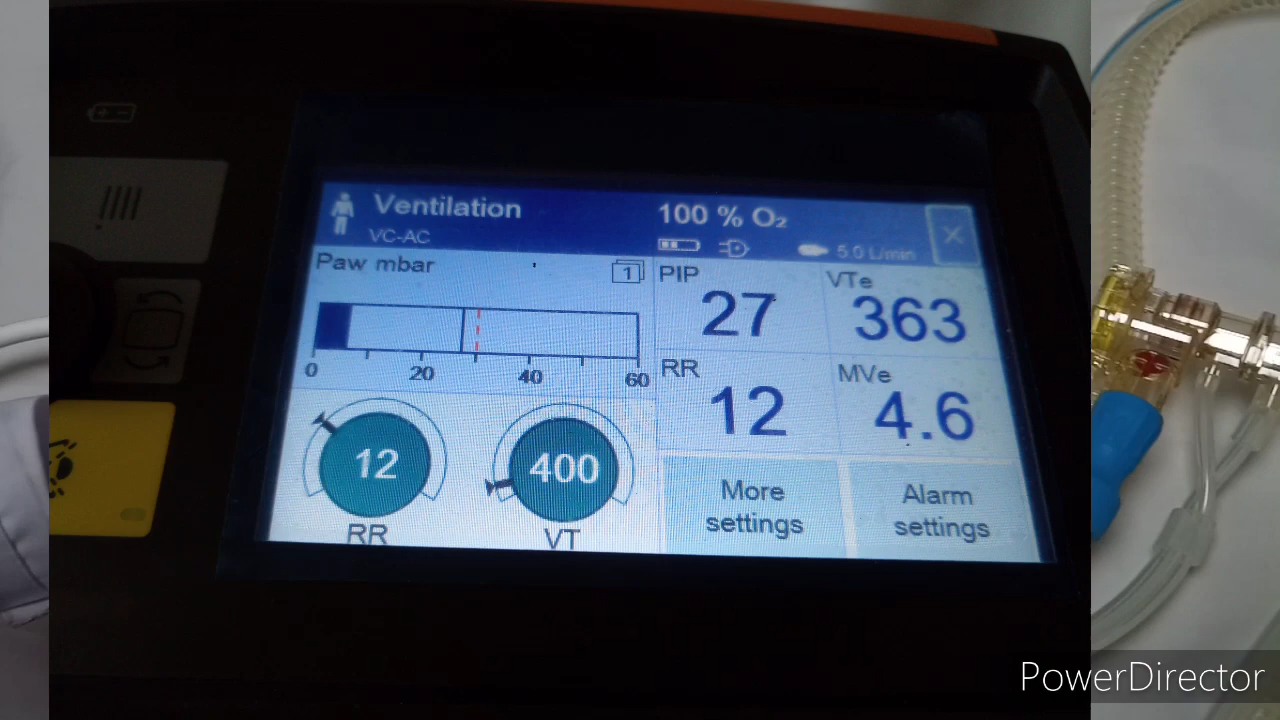 Ventilation
VC-AC
100 % O₂
5.0 L/min
Paw mbar
1
0
20
40
60
PIP
27
VTe
363
RR
12
MVe
4.6
12
RR
400
VT
More
settings
Alarm
settings
PowerDirector